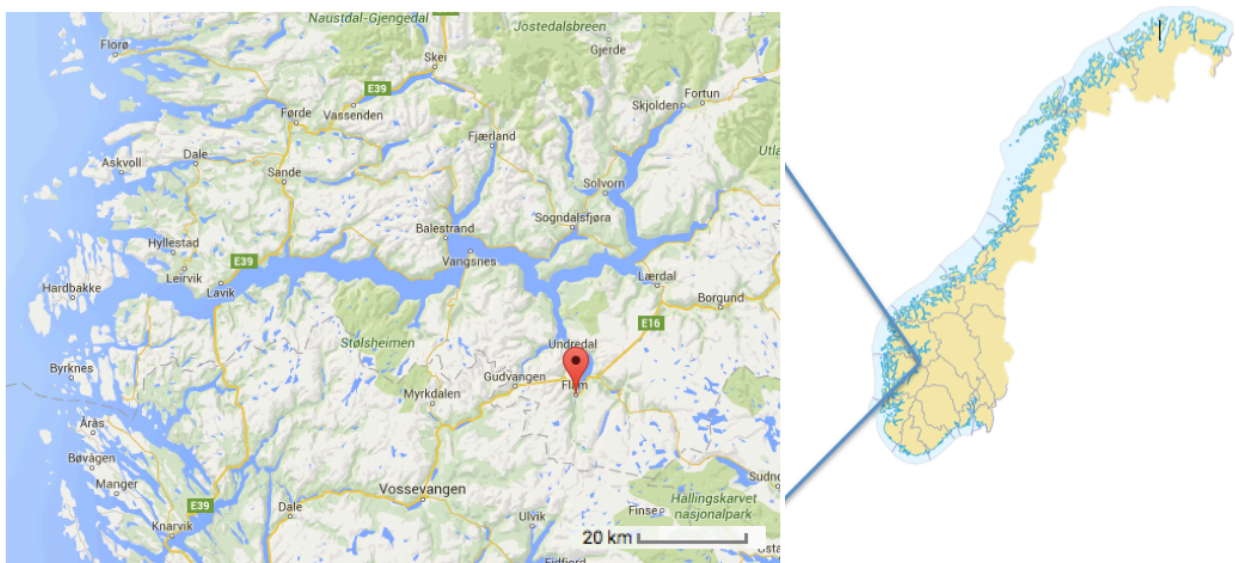 Naustdal-Gjengedal
Jostedalsbreen
Florø
Gjerde
Skei
E39
Fortun
Skjolden
Vassenden
Førde
Fjærland
Utla
Askvoll
Dale
Sande
Solvorn
Sogndalsfjøra
Balestrand
Hyllestad
Vangsnes
E39
Leirvik
Lavik
Lærdal
Hardbakke
Borgund
E16
Stølsheimen
Undredal
Byrknes
Gudvangen
Flåm
Myrkdalen
Årås
Bøvågen
Manger
Vossevangen
Sudn
E39
Dale
Hallingskarvet
nasjonalpark
Finse
Ulvik
Knarvik
20 km
Eidfjord